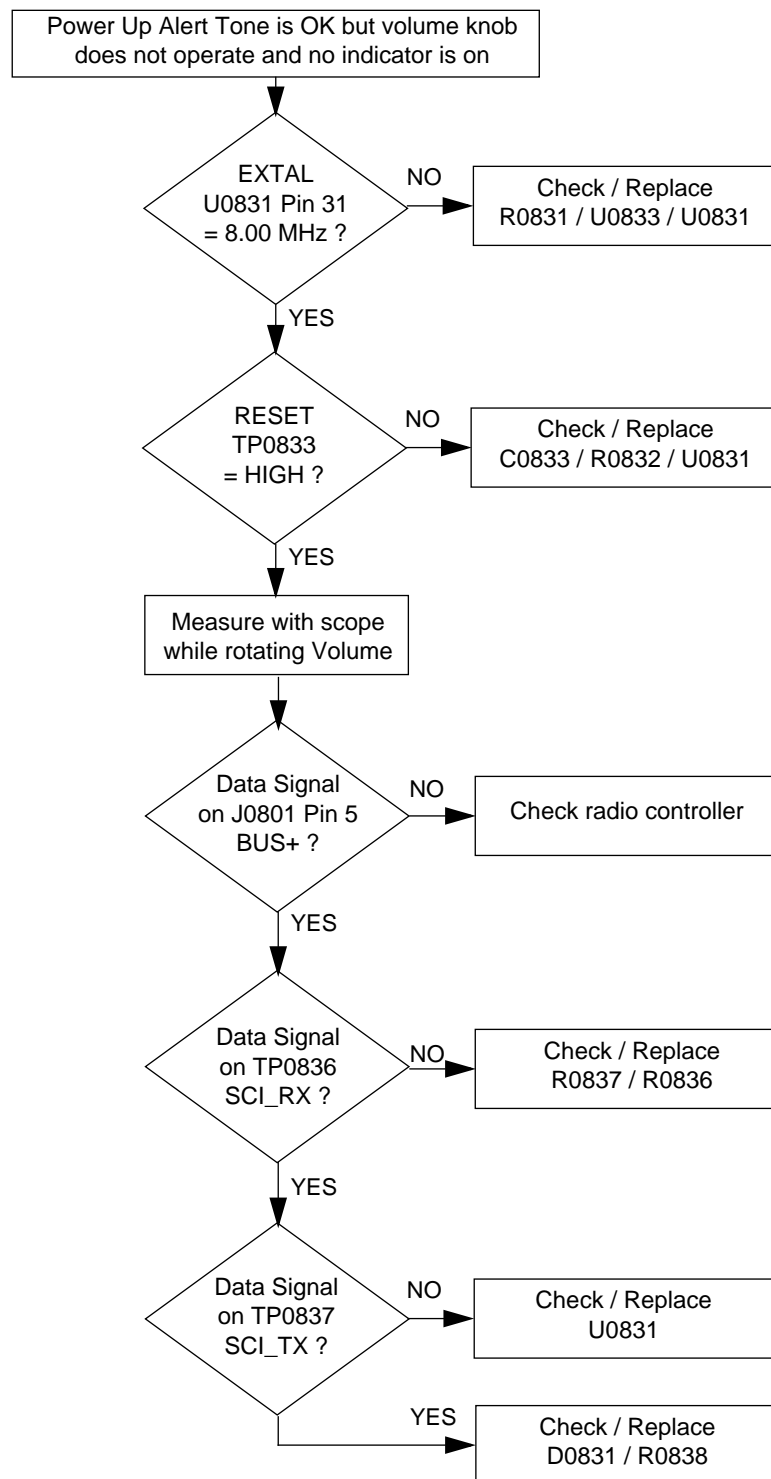 Power Up Alert Tone is OK but volume knob
does not operate and no indicator is on
EXTAL
U0831 Pin 31
= 8.00 MHz ?
NO
Check / Replace
R0831 / U0833 / U0831
YES
RESET
TP0833
= HIGH ?
NO
Check / Replace
C0833 / R0832 / U0831
YES
Measure with scope
while rotating Volume
Data Signal
on J0801 Pin 5
BUS+ ?
NO
Check radio controller
YES
Data Signal
on TP0836
SCI_RX ?
NO
Check / Replace
R0837 / R0836
YES
Data Signal
on TP0837
SCI_TX ?
NO
Check / Replace
U0831
YES
Check / Replace
D0831 / R0838